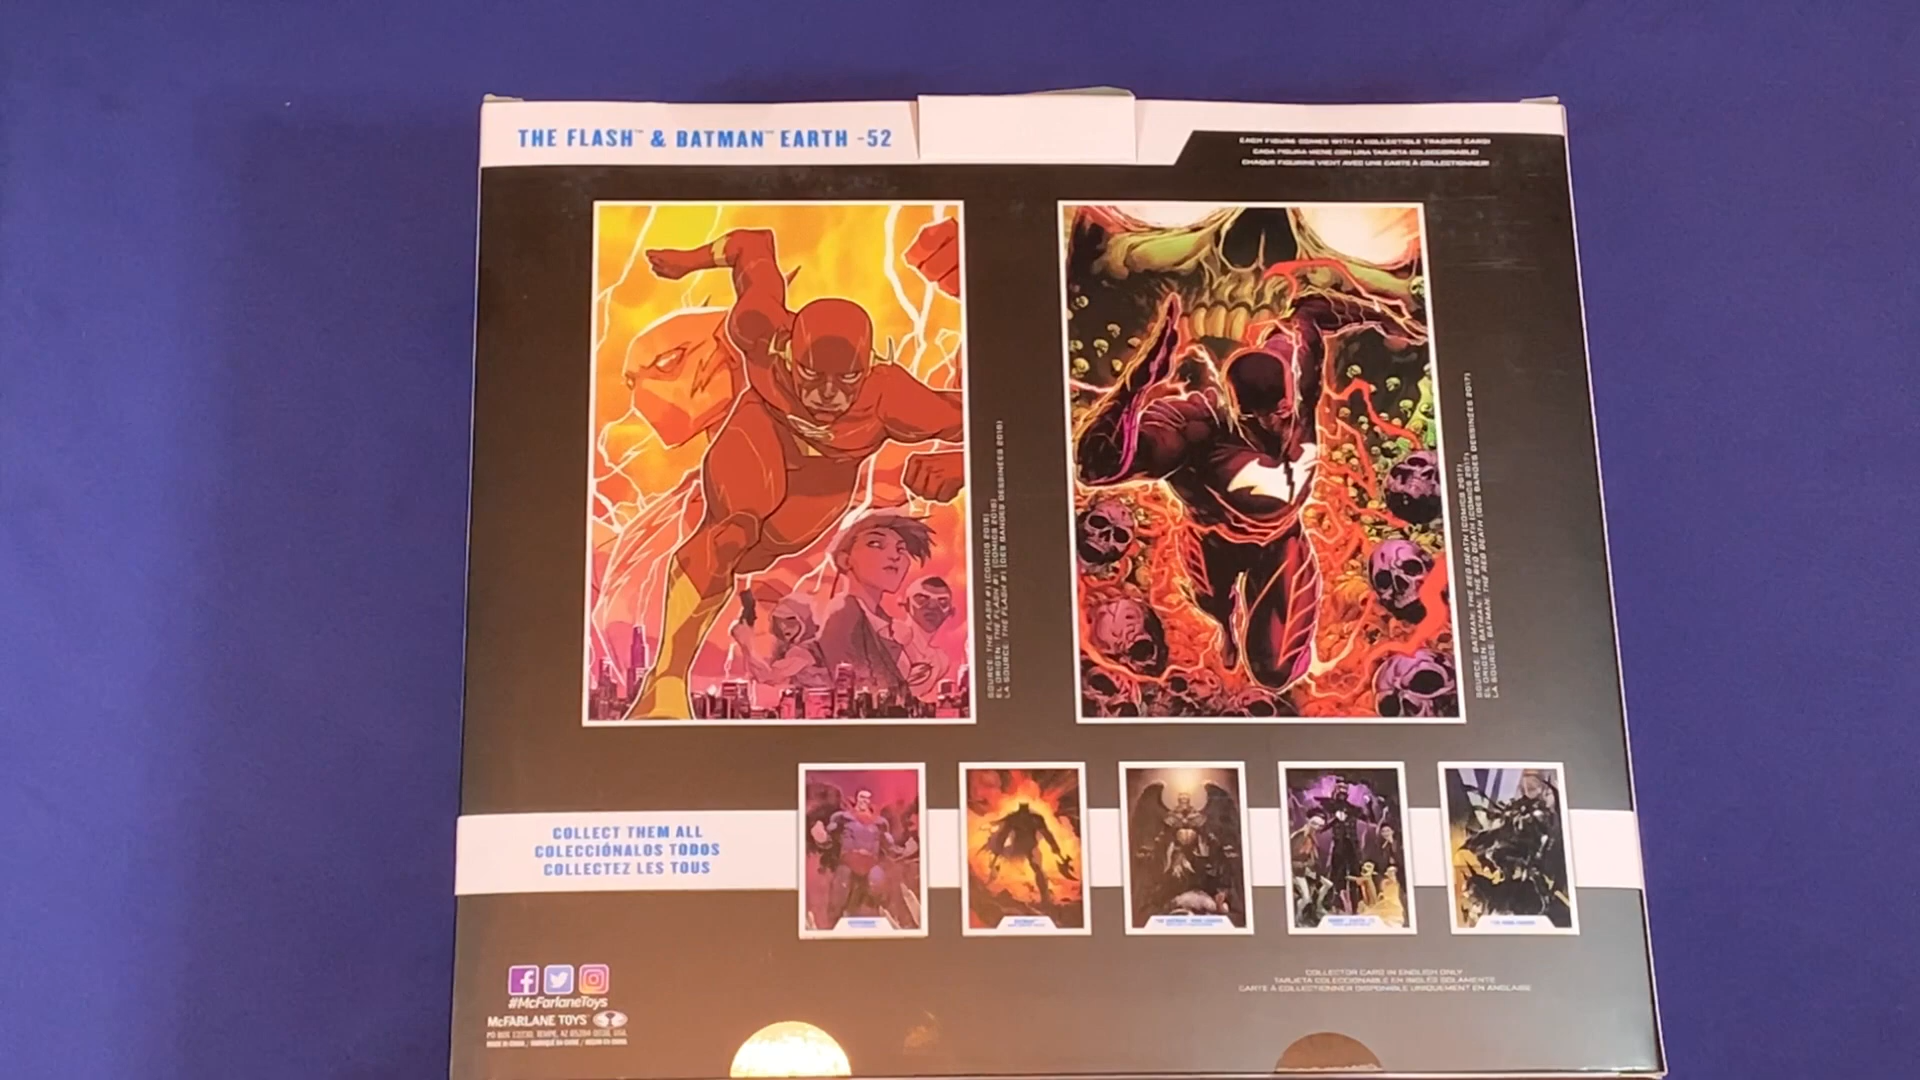 THE FLASH™ & BATMAN™ EARTH -52
EACH FIGURE COMES WITH A COLLECTIBLE TRADING CARD!
CADA FIGURA VIENE CON UNA TARJETA COLECCIONABLE!
CHAQUE FIGURINE VIENT AVEC UNE CARTE À COLLECTIONNER!
SOURCE: THE FLASH #1 (COMICS 2016)
EL ORIGEN: THE FLASH #1 (COMICS 2016)
LA SOURCE: THE FLASH #1 (DES BANDES DESSINÉES 2016)
SOURCE: BATMAN: THE RED DEATH (COMICS 2017)
EL ORIGEN: BATMAN: THE RED DEATH (COMICS 2017)
LA SOURCE: BATMAN: THE RED DEATH (DES BANDES DESSINÉES 2017)
COLLECT THEM ALL
COLECCIÓNALOS TODOS
COLLECTEZ LES TOUS
COLLECTOR CARD IN ENGLISH ONLY
TARJETA COLECCIONABLE EN INGLÉS SOLAMENTE
CARTE À COLLECTIONNER DISPONIBLE UNIQUEMENT EN ANGLAISE
#McFarlaneToys
McFARLANE TOYS™